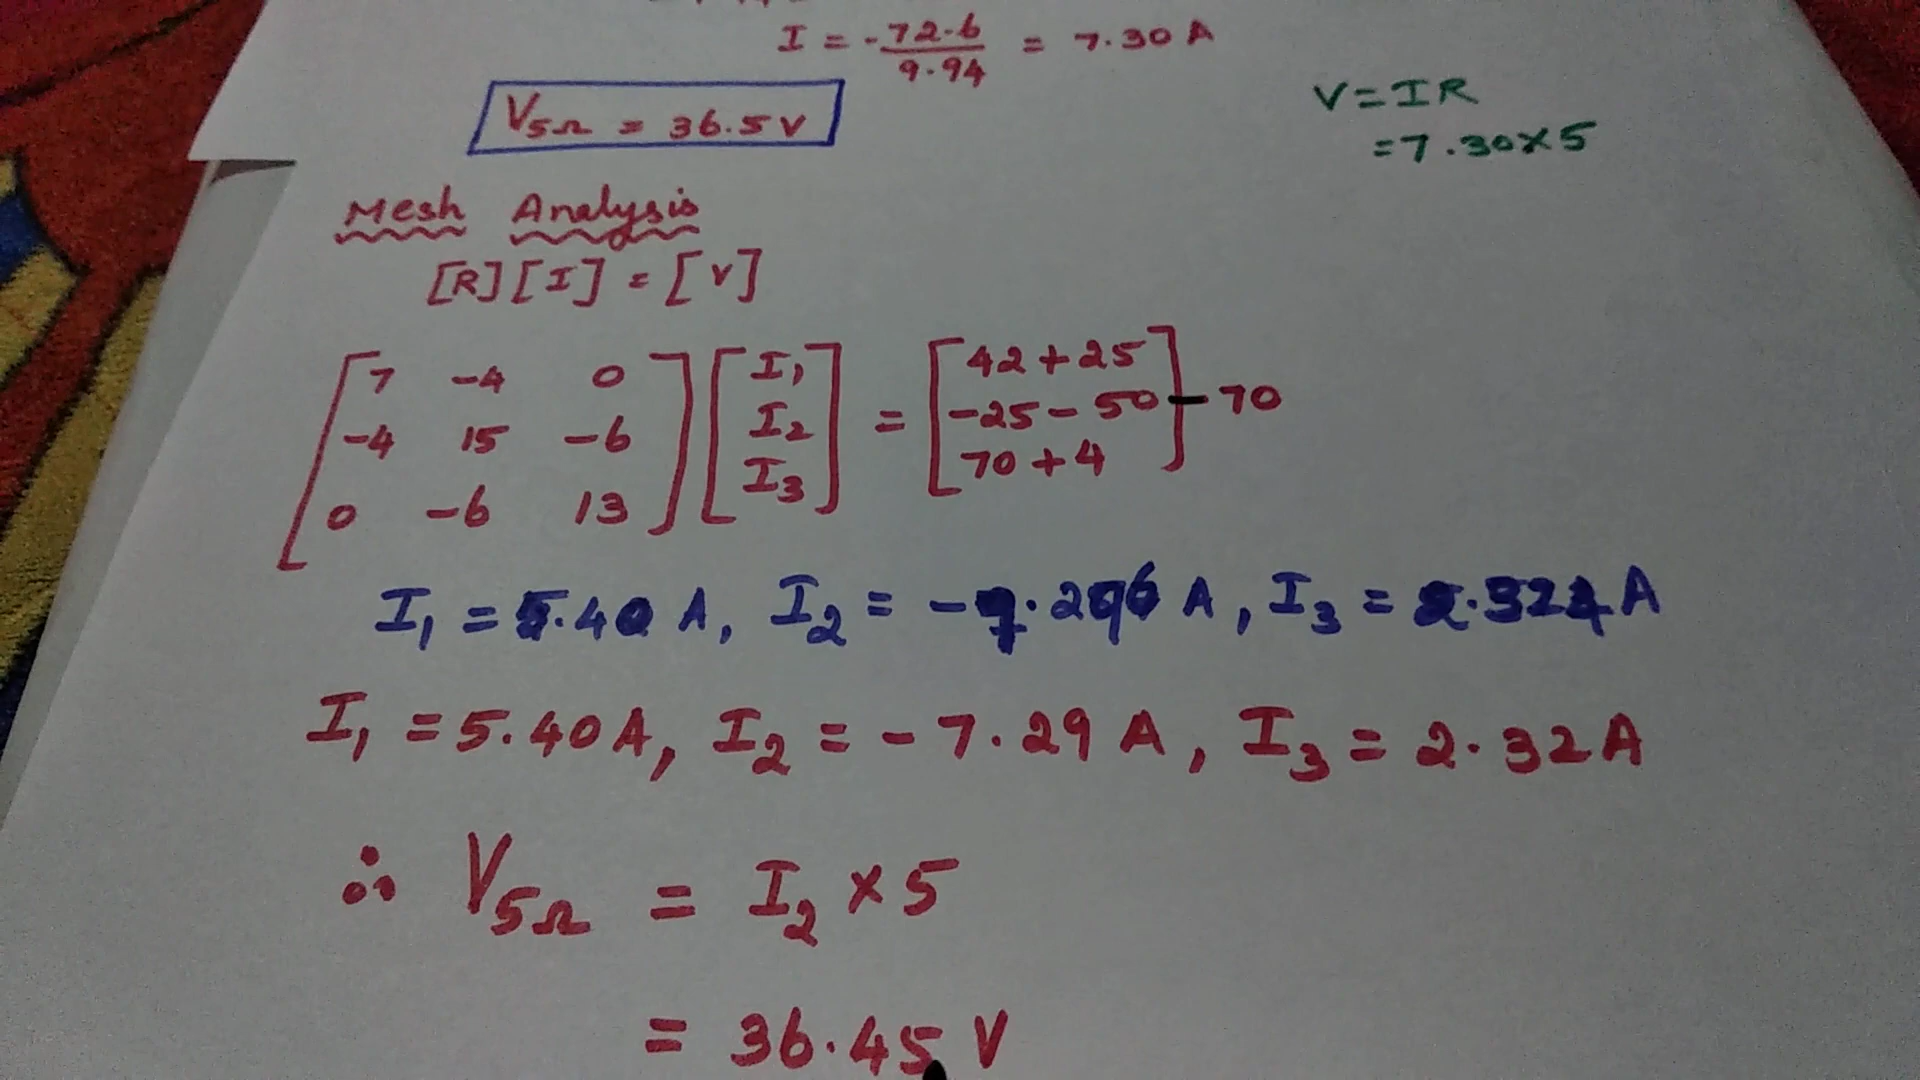 I = -72.6/9.94 = 7.30 A
V5Ω = 36.5 V
V=IR
=7.30×5
Mesh Analysis
[R][I] = [V]
[7 -4 0] [I1] = [42+25]
[-4 15 -6] [I2] [-25-50-70]
[0 -6 13] [I3] [70+4]
I1 = 5.40 A, I2 = -7.296 A, I3 = A
I1 = 5.40A, I2 = -7.29 A, I3 = 2.32A
∴ V5Ω = I2 × 5
= 36.45 V